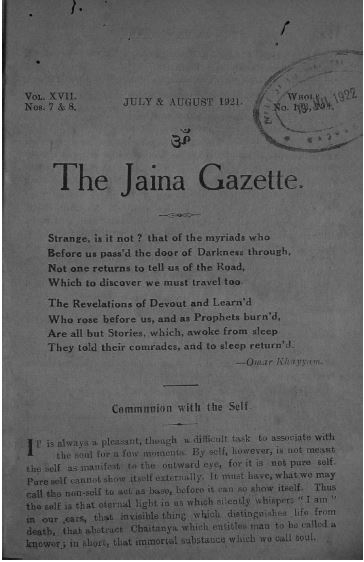 VOL. XVII.
Nos. 7 & 8.
JULY & AUGUST 1921.
WHOLE
No.
1922
ॐ
The Jaina Gazette.
Strange, is it not ? that of the myriads who
Before us pass'd the door of Darkness through,
Not one returns to tell us of the Road,
Which to discover we must travel too
The Revelations of Devout and Learn'd
Who rose before us, and as Prophets burn'd,
Are all but Stories, which, awoke from sleep
They told their comrades, and to sleep return'd.
—Omar Khayyam.
Communion with the Self.
IT is always a pleasant, though a difficult task to associate with
the soul for a few moments. By self, however, is not meant
the self as manifest to the outward eye, for it is not pure self.
Pure self cannot show itself externally. It must have, what we may
call the non-self to act as base, before it can so show itself. Thus
the self is that eternal light in us which silently whispers "I am"
in our ears, that invisible thing which distinguishes life from
death, that abstract Chaitanya which entitles man to be called a
knower; in short, that immortal substance which we call soul.